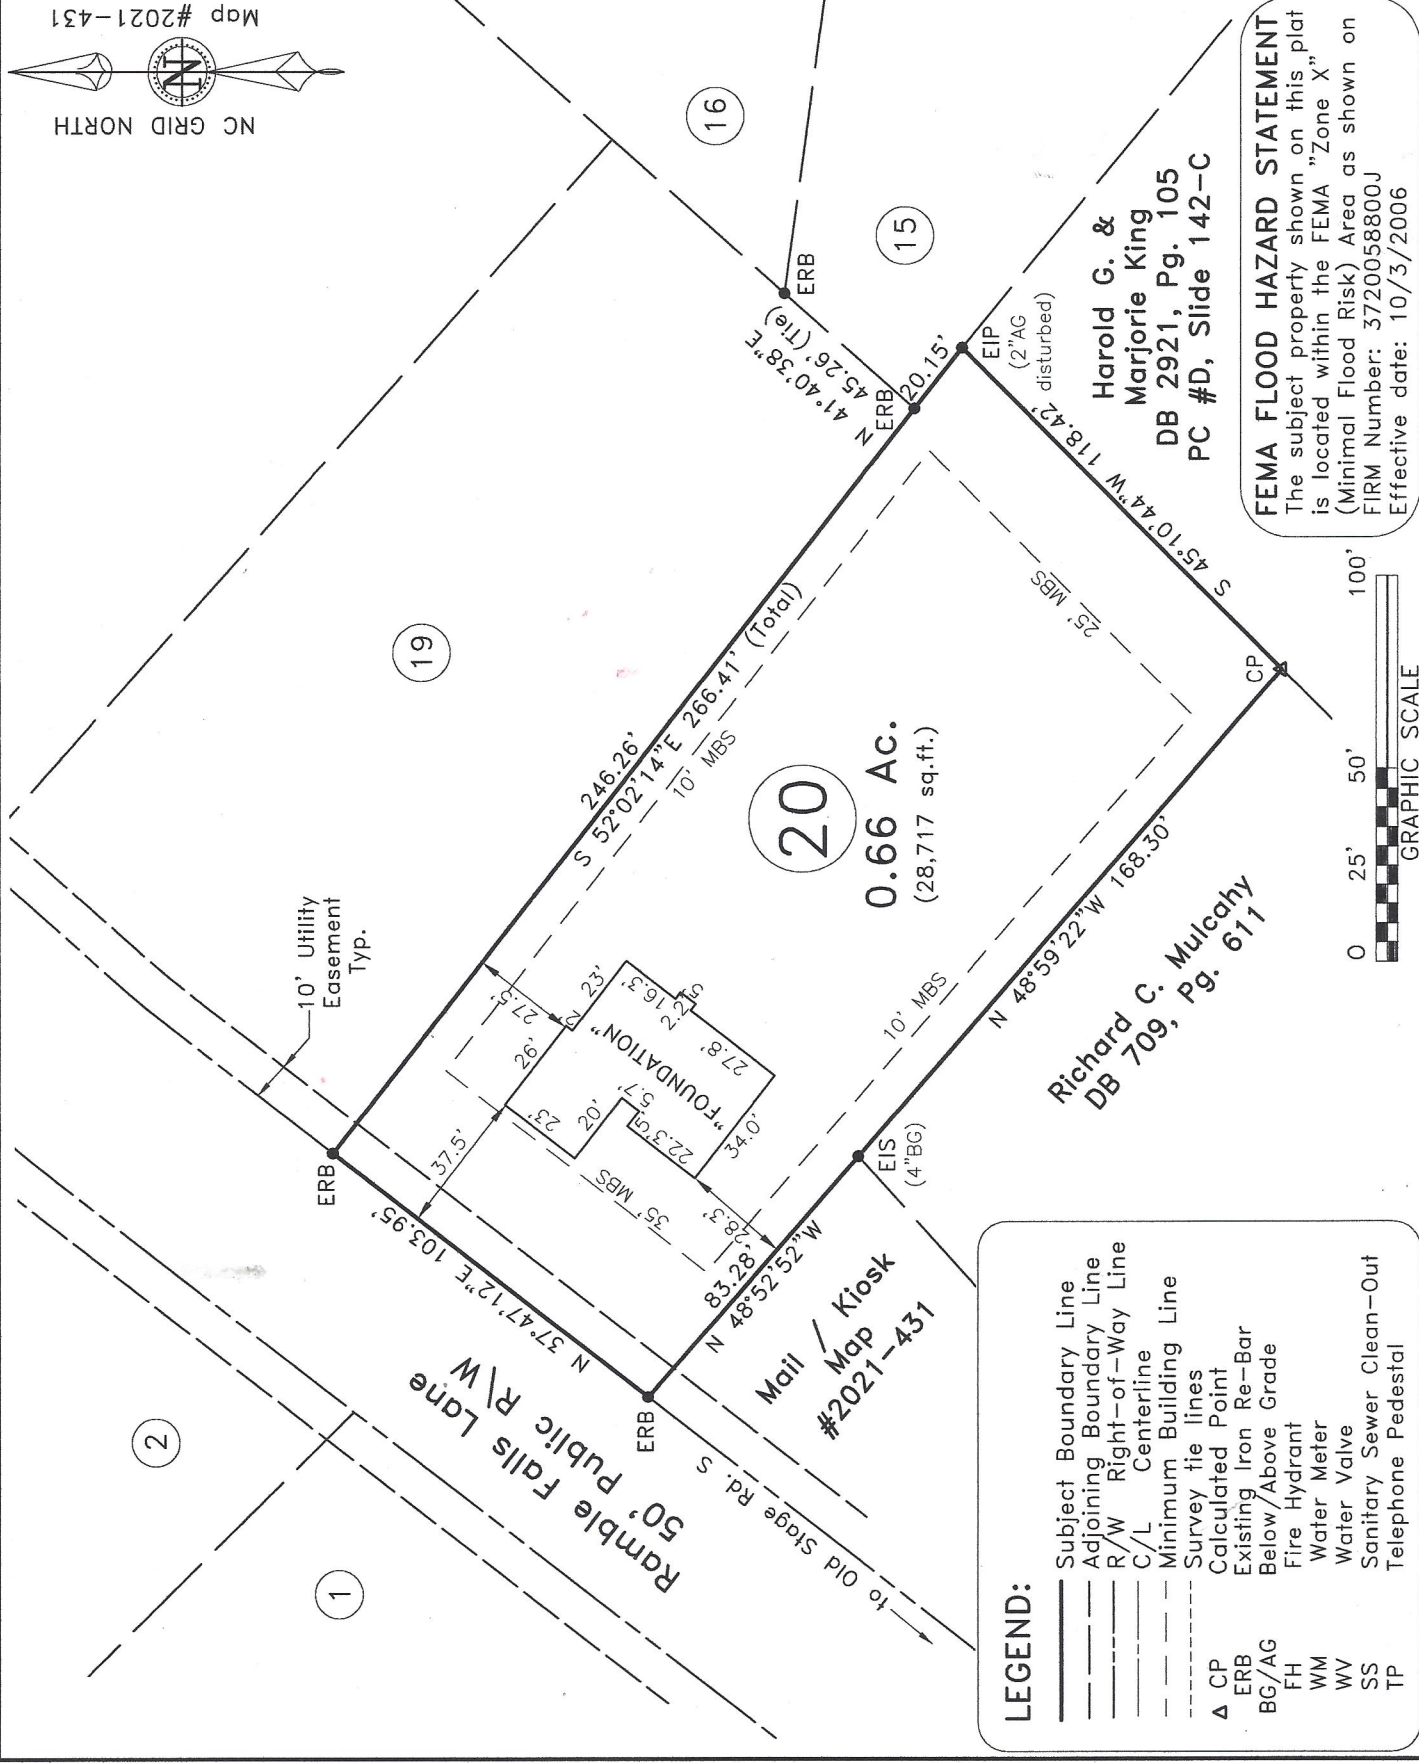 NC GRID NORTH
N
Map #2021-431
16
15
19
20
0.66 Ac.
(28,717 sq.ft.)
2
1
ERB
N 41°40'38"E
45.26' (Tie)
ERB
20.15'
EIP
(2"AG
disturbed)
Harold G. &
Marjorie King
DB 2921, Pg. 105
PC #D, Slide 142-C
S 45°10'44"W 118.42'
CP
246.26'
S 52°02'14"E 266.41' (Total)
10' MBS
25' MBS
10' MBS
35' MBS
10' Utility
Easement
Typ.
ERB
37.5'
27.5'
26'
2'
23'
16.3'
2.2'
5'
27.8'
"FOUNDATION"
23'
20'
5.7'
5'
22.3'
34.0'
28.3'
N 37°47'12"E 103.95'
ERB
83.28'
N 48°52'52"W
EIS
(4"BG)
N 48°59'22"W 168.30'
Richard C. Mulcahy
DB 709, Pg. 611
Mail / Kiosk
Map
#2021-431
Ramble Falls Lane
50' Public R/W
to Old Stage Rd. S
FEMA FLOOD HAZARD STATEMENT
The subject property shown on this plat
is located within the FEMA "Zone X"
(Minimal Flood Risk) Area as shown on
FIRM Number: 3720058800J
Effective date: 10/3/2006
0 25' 50' 100'
GRAPHIC SCALE
LEGEND:
Subject Boundary Line
Adjoining Boundary Line
R/W Right-of-Way Line
C/L Centerline
Minimum Building Line
Survey tie lines
CP Calculated Point
ERB Existing Iron Re-Bar
BG/AG Below/Above Grade
FH Fire Hydrant
WM Water Meter
WV Water Valve
SS Sanitary Sewer Clean-Out
TP Telephone Pedestal